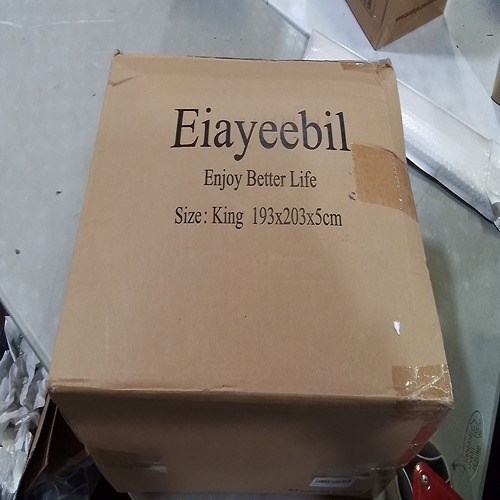 Eiayeebil
Enjoy Better Life
Size: King 193x203x5cm